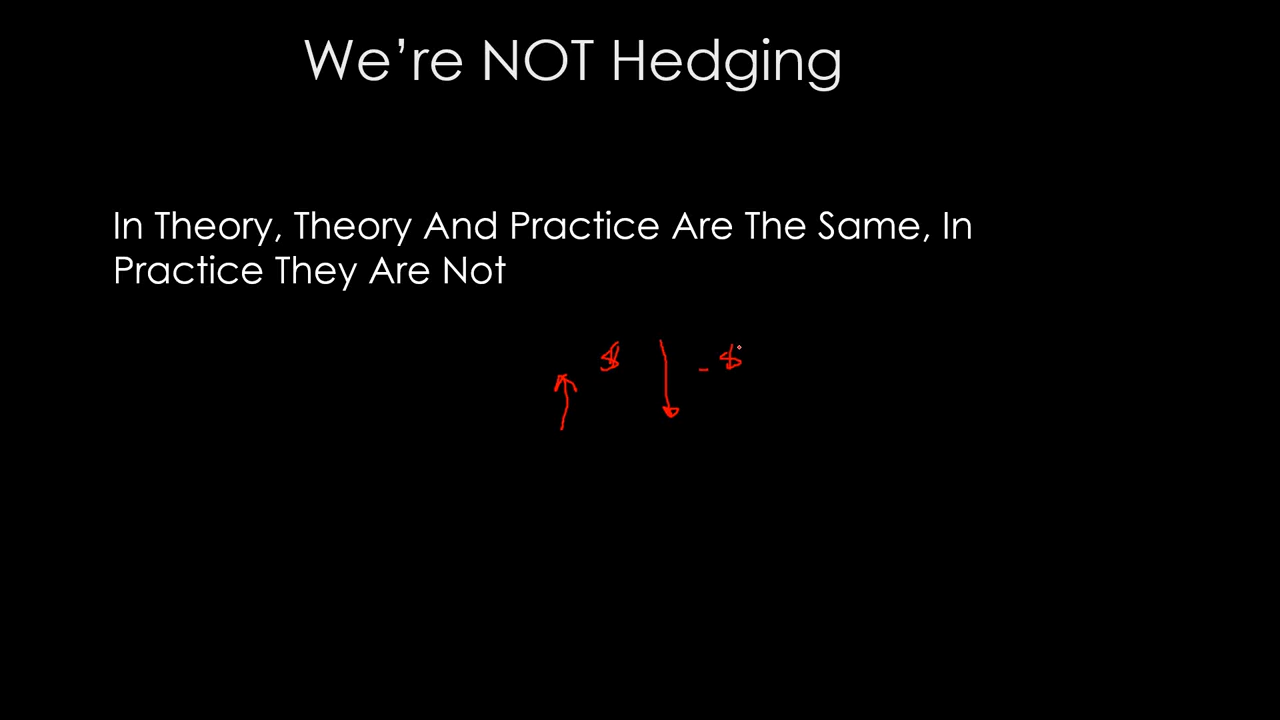 We’re NOT Hedging
In Theory, Theory And Practice Are The Same, In
Practice They Are Not
$ - $